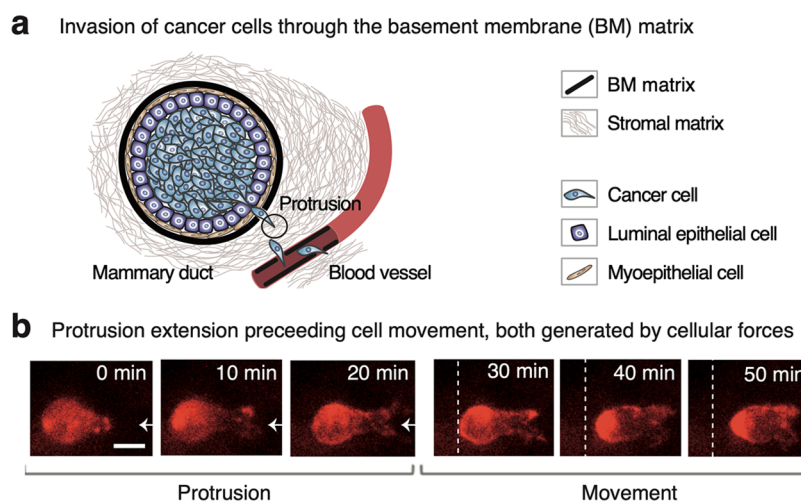 a Invasion of cancer cells through the basement membrane (BM) matrix
BM matrix
Stromal matrix
Protrusion
Cancer cell
Luminal epithelial cell
Mammary duct
Blood vessel
Myoepithelial cell
b Protrusion extension preceeding cell movement, both generated by cellular forces
0 min
10 min
20 min
30 min
40 min
50 min
Protrusion
Movement